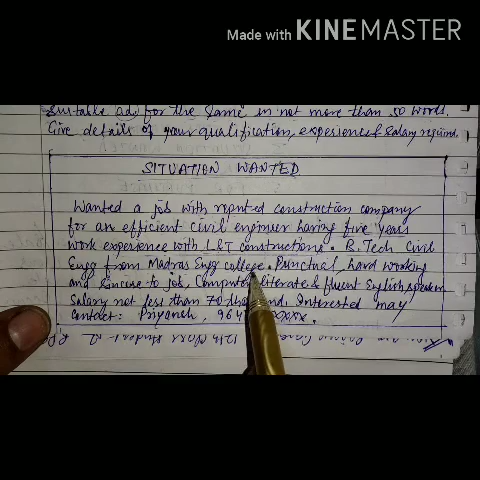 Made with KINEMASTER
Suitable ad for the same in not more than 50 words.
Give details of your qualification, experience & salary required.
SITUATION WANTED
Wanted a job with reputed construction company
for an efficient civil engineer having five years
work experience with L&T constructions. B.Tech Civil
Engg from Madras Engg college. Punctual, hard working
and sincere to job, Computer literate & fluent English speaker
Salary not less than 70 thousand. Interested may
contact: Priyansh, 964
12th class student